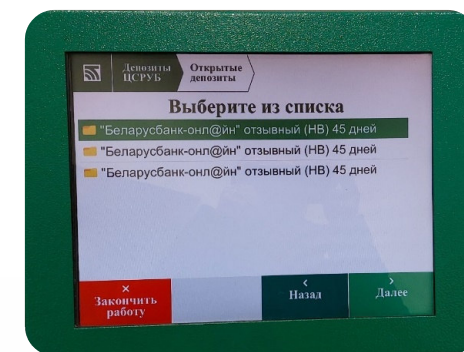 Депозиты
ЦСРУБ
Открытые
депозиты
Выберите из списка
"Беларусбанк-онл@йн" отзывный (НВ) 45 дней
"Беларусбанк-онл@йн" отзывный (НВ) 45 дней
"Беларусбанк-онл@йн" отзывный (НВ) 45 дней
×
Закончить
работу
‹
Назад
›
Далее